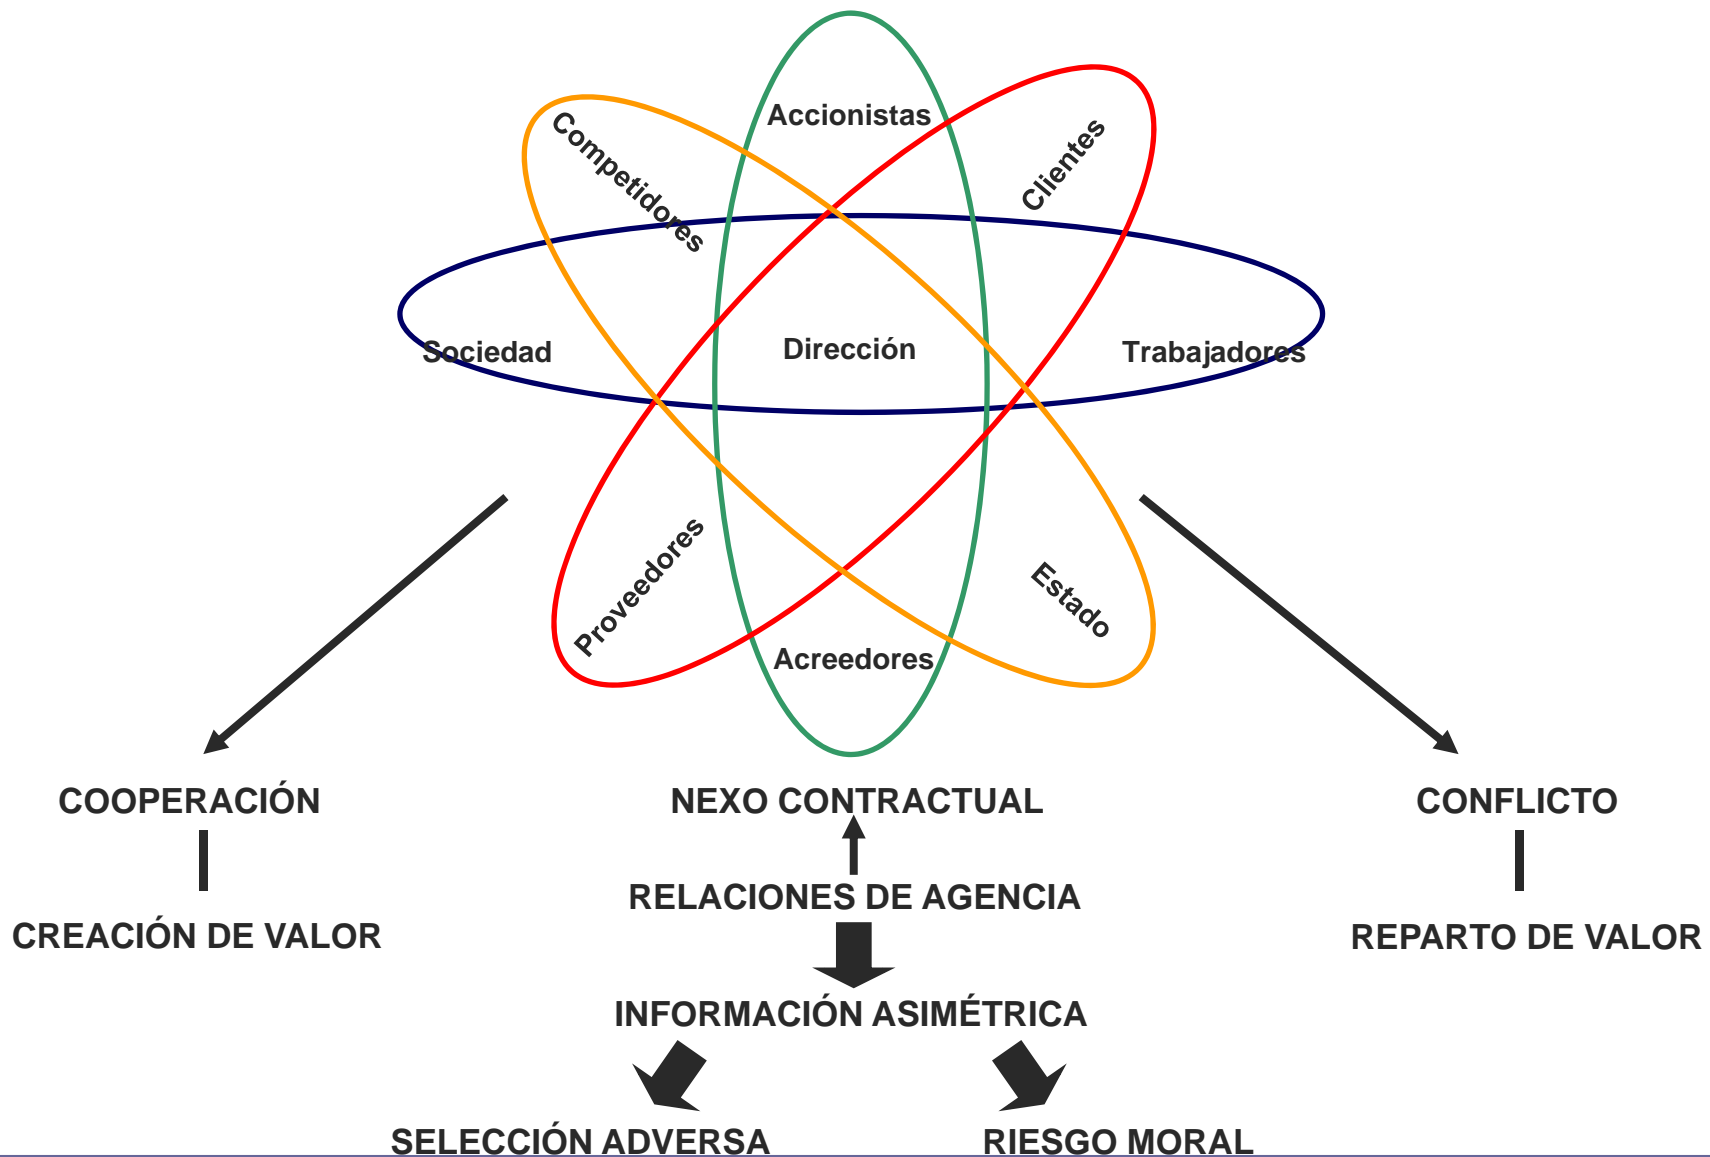 Accionistas
Competidores
Clientes
Sociedad
Dirección
Trabajadores
Proveedores
Estado
Acreedores
COOPERACIÓN
NEXO CONTRACTUAL
CONFLICTO
RELACIONES DE AGENCIA
CREACIÓN DE VALOR
REPARTO DE VALOR
INFORMACIÓN ASIMÉTRICA
SELECCIÓN ADVERSA
RIESGO MORAL